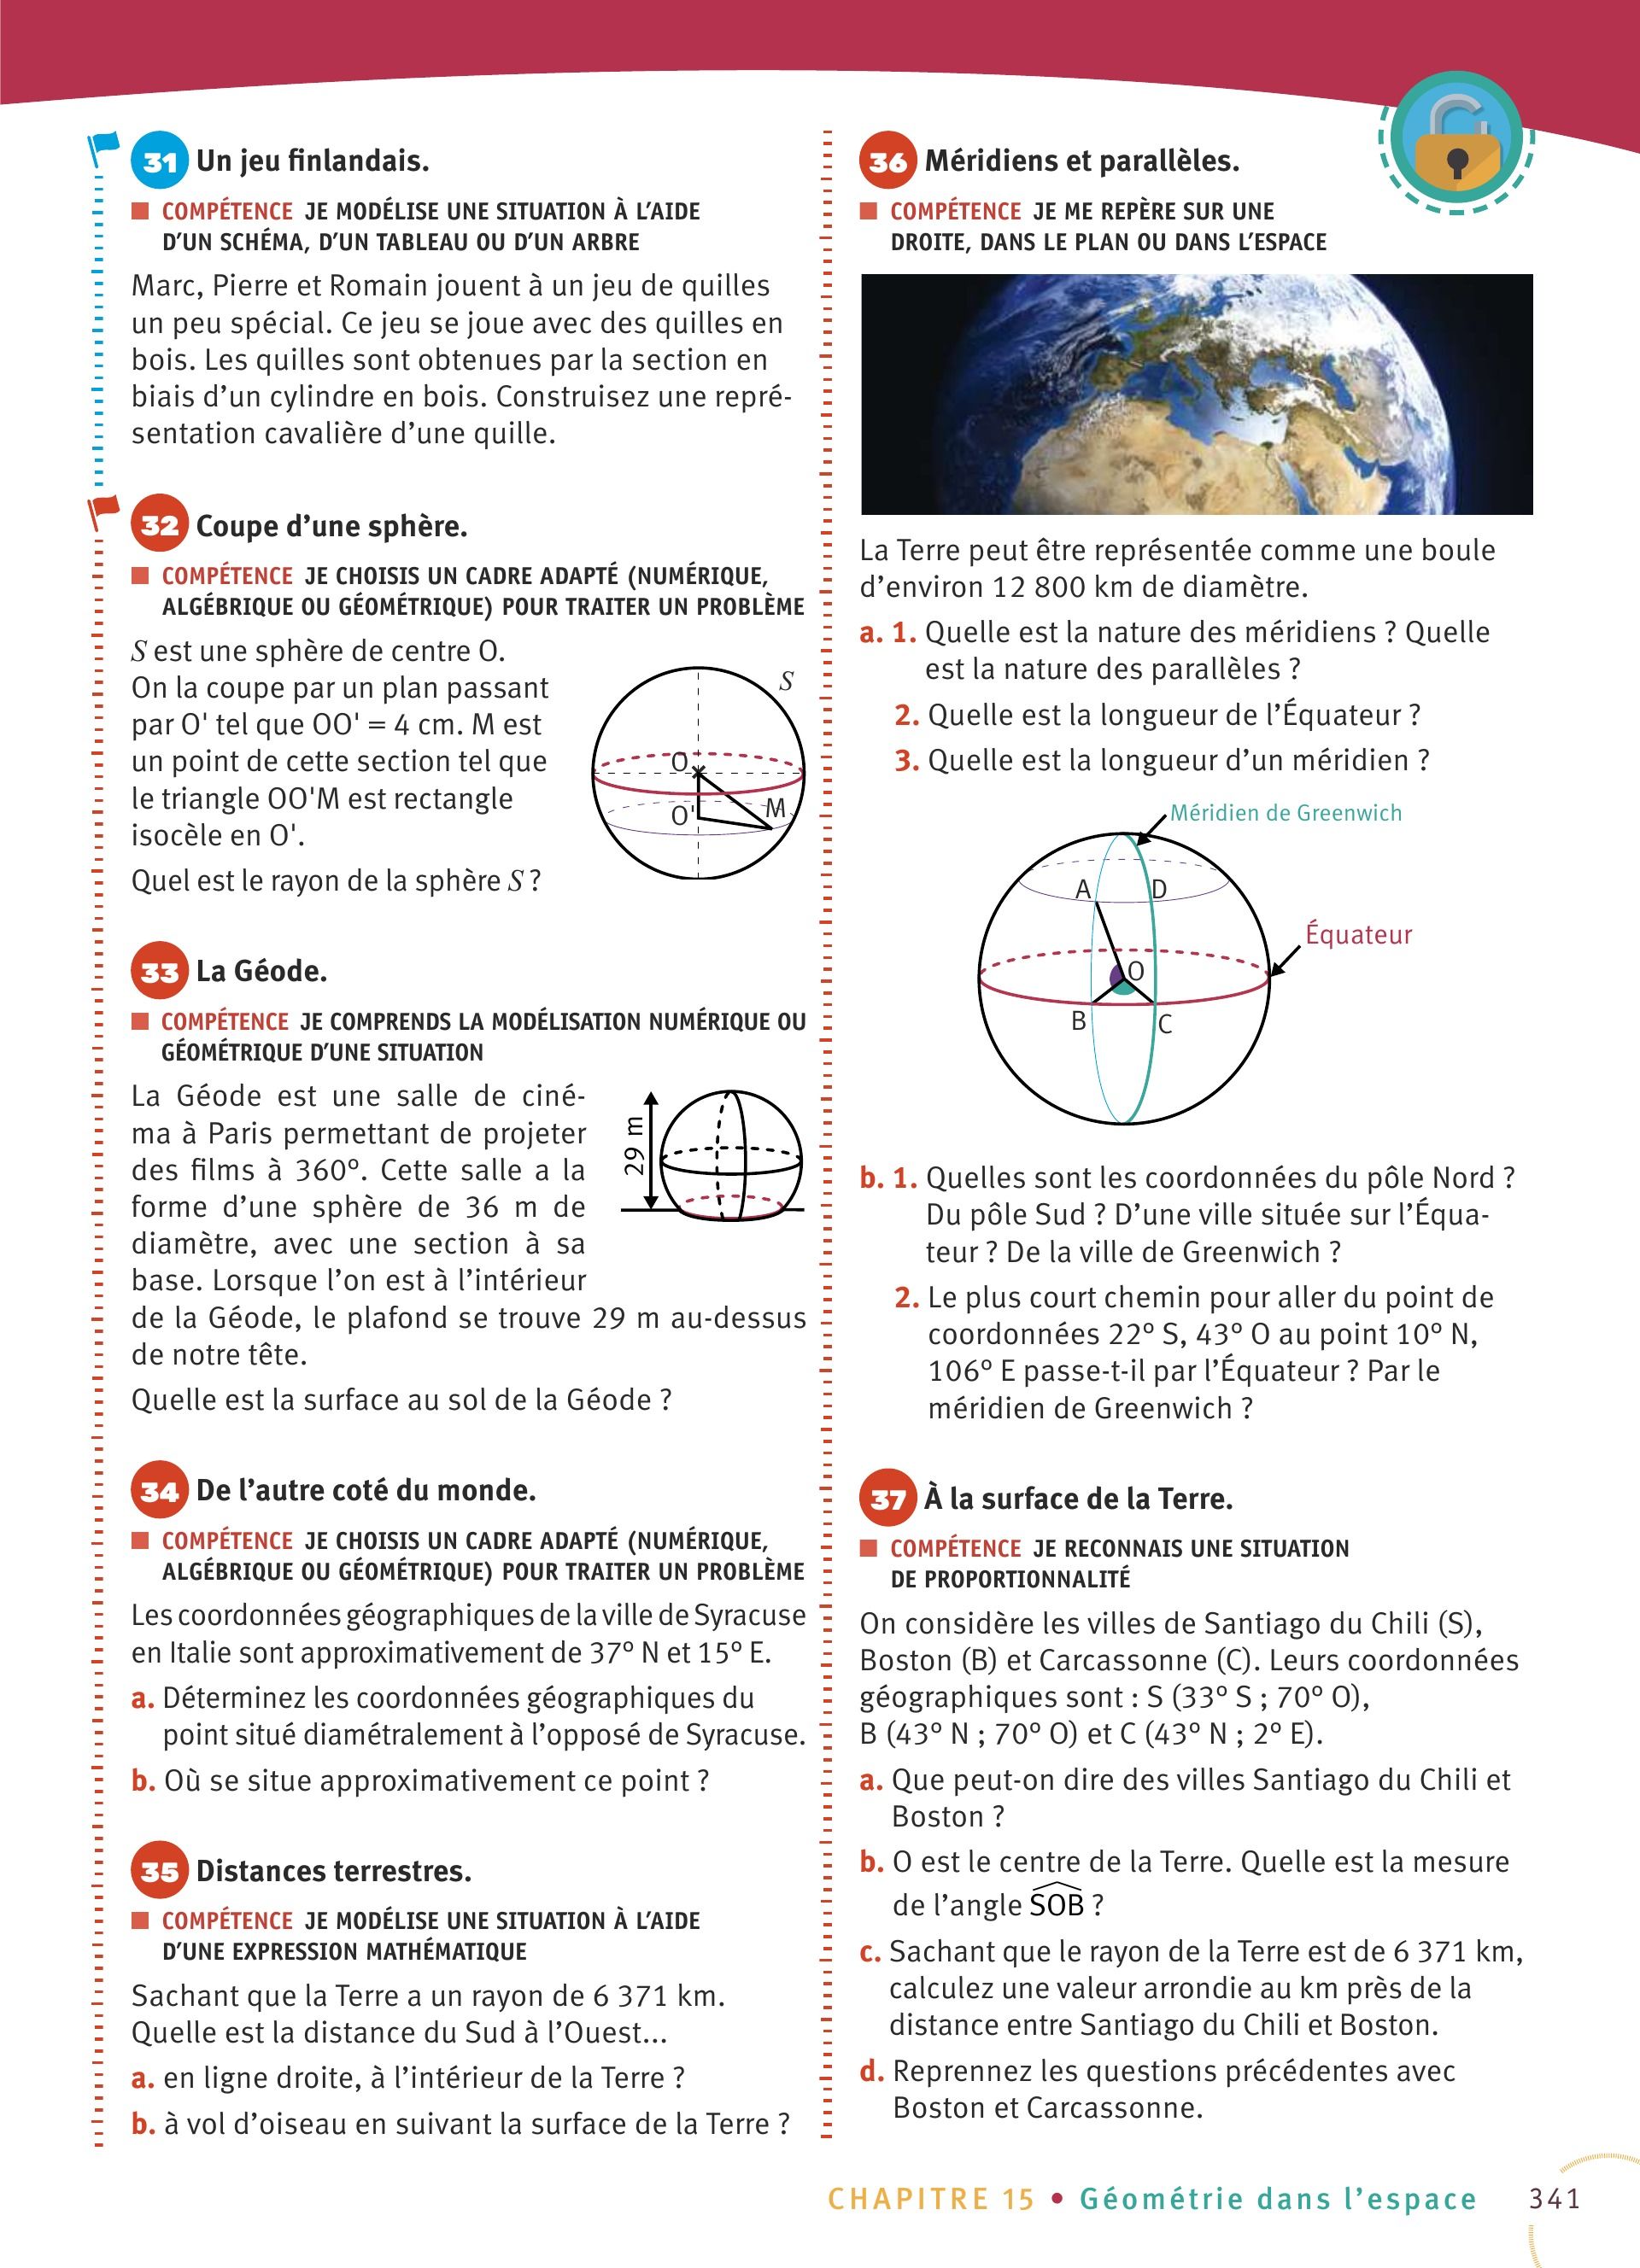 31 Un jeu finlandais.
COMPÉTENCE JE MODÉLISE UNE SITUATION À L’AIDE
D’UN SCHÉMA, D’UN TABLEAU OU D’UN ARBRE
Marc, Pierre et Romain jouent à un jeu de quilles
un peu spécial. Ce jeu se joue avec des quilles en
bois. Les quilles sont obtenues par la section en
biais d’un cylindre en bois. Construisez une repré-
sentation cavalière d’une quille.
32 Coupe d’une sphère.
COMPÉTENCE JE CHOISIS UN CADRE ADAPTÉ (NUMÉRIQUE,
ALGÉBRIQUE OU GÉOMÉTRIQUE) POUR TRAITER UN PROBLÈME
S est une sphère de centre O.
On la coupe par un plan passant
par O' tel que OO' = 4 cm. M est
un point de cette section tel que
le triangle OO'M est rectangle
isocèle en O'.
Quel est le rayon de la sphère S ?
S
O
O'
M
33 La Géode.
COMPÉTENCE JE COMPRENDS LA MODÉLISATION NUMÉRIQUE OU
GÉOMÉTRIQUE D’UNE SITUATION
La Géode est une salle de ciné-
ma à Paris permettant de projeter
des films à 360°. Cette salle a la
forme d’une sphère de 36 m de
diamètre, avec une section à sa
base. Lorsque l’on est à l’intérieur
de la Géode, le plafond se trouve 29 m au-dessus
de notre tête.
Quelle est la surface au sol de la Géode ?
29 m
34 De l’autre coté du monde.
COMPÉTENCE JE CHOISIS UN CADRE ADAPTÉ (NUMÉRIQUE,
ALGÉBRIQUE OU GÉOMÉTRIQUE) POUR TRAITER UN PROBLÈME
Les coordonnées géographiques de la ville de Syracuse
en Italie sont approximativement de 37° N et 15° E.
a. Déterminez les coordonnées géographiques du
point situé diamétralement à l’opposé de Syracuse.
b. Où se situe approximativement ce point ?
35 Distances terrestres.
COMPÉTENCE JE MODÉLISE UNE SITUATION À L’AIDE
D’UNE EXPRESSION MATHÉMATIQUE
Sachant que la Terre a un rayon de 6 371 km.
Quelle est la distance du Sud à l’Ouest...
a. en ligne droite, à l’intérieur de la Terre ?
b. à vol d’oiseau en suivant la surface de la Terre ?
36 Méridiens et parallèles.
COMPÉTENCE JE ME REPÈRE SUR UNE
DROITE, DANS LE PLAN OU DANS L’ESPACE
La Terre peut être représentée comme une boule
d’environ 12 800 km de diamètre.
a. 1. Quelle est la nature des méridiens ? Quelle
est la nature des parallèles ?
2. Quelle est la longueur de l’Équateur ?
3. Quelle est la longueur d’un méridien ?
Méridien de Greenwich
A
D
Équateur
O
B
C
b. 1. Quelles sont les coordonnées du pôle Nord ?
Du pôle Sud ? D’une ville située sur l’Équa-
teur ? De la ville de Greenwich ?
2. Le plus court chemin pour aller du point de
coordonnées 22° S, 43° O au point 10° N,
106° E passe-t-il par l’Équateur ? Par le
méridien de Greenwich ?
37 À la surface de la Terre.
COMPÉTENCE JE RECONNAIS UNE SITUATION
DE PROPORTIONNALITÉ
On considère les villes de Santiago du Chili (S),
Boston (B) et Carcassonne (C). Leurs coordonnées
géographiques sont : S (33° S ; 70° O),
B (43° N ; 70° O) et C (43° N ; 2° E).
a. Que peut-on dire des villes Santiago du Chili et
Boston ?
b. O est le centre de la Terre. Quelle est la mesure
de l’angle SOB ?
c. Sachant que le rayon de la Terre est de 6 371 km,
calculez une valeur arrondie au km près de la
distance entre Santiago du Chili et Boston.
d. Reprennez les questions précédentes avec
Boston et Carcassonne.
CHAPITRE 15 • Géométrie dans l’espace 341